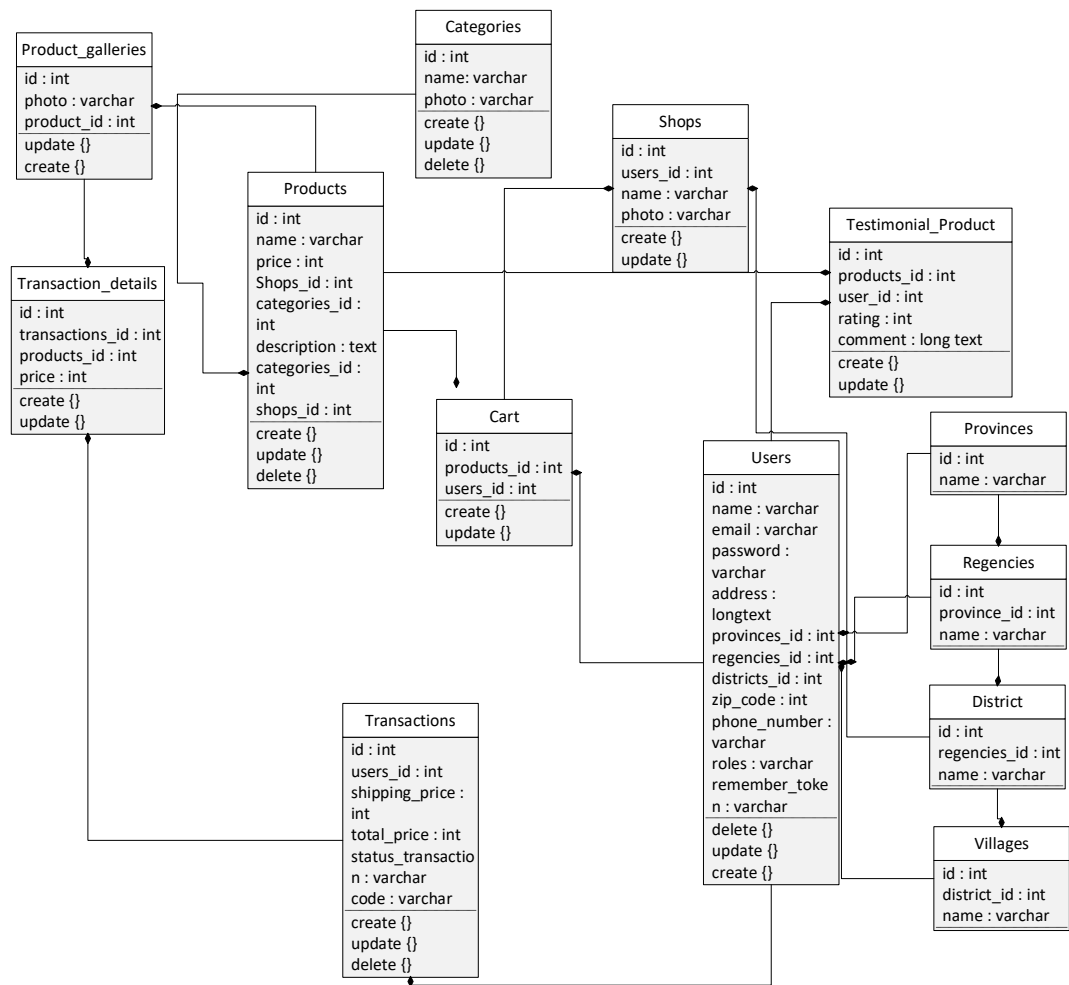 Product_galleries
id : int
photo : varchar
product_id : int
update {}
create {}
Categories
id : int
name: varchar
photo : varchar
create {}
update {}
delete {}
Shops
id : int
users_id : int
name : varchar
photo : varchar
create {}
update {}
Products
id : int
name : varchar
price : int
Shops_id : int
categories_id :
int
description : text
categories_id :
int
shops_id : int
create {}
update {}
delete {}
Testimonial_Product
id : int
products_id : int
user_id : int
rating : int
comment : long text
create {}
update {}
Transaction_details
id : int
transactions_id : int
products_id : int
price : int
create {}
update {}
Cart
id : int
products_id : int
users_id : int
create {}
update {}
Users
id : int
name : varchar
email : varchar
password :
varchar
address :
longtext
provinces_id : int
regencies_id : int
districts_id : int
zip_code : int
phone_number :
varchar
roles : varchar
remember_toke
n : varchar
delete {}
update {}
create {}
Provinces
id : int
name : varchar
Regencies
id : int
province_id : int
name : varchar
District
id : int
regencies_id : int
name : varchar
Villages
id : int
district_id : int
name : varchar
Transactions
id : int
users_id : int
shipping_price :
int
total_price : int
status_transactio
n : varchar
code : varchar
create {}
update {}
delete {}